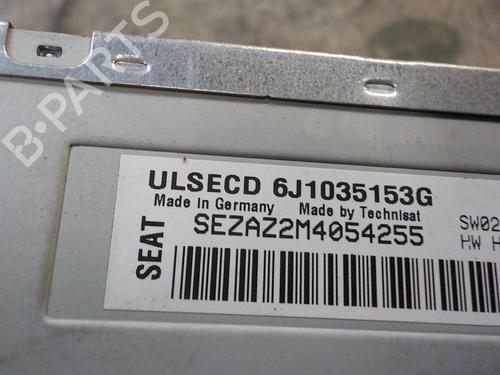 B-PARTS
ULSECD 6J1035153G
Made in Germany Made by Technisat
SEZAZ2M4054255
SW02
HW H
SEAT